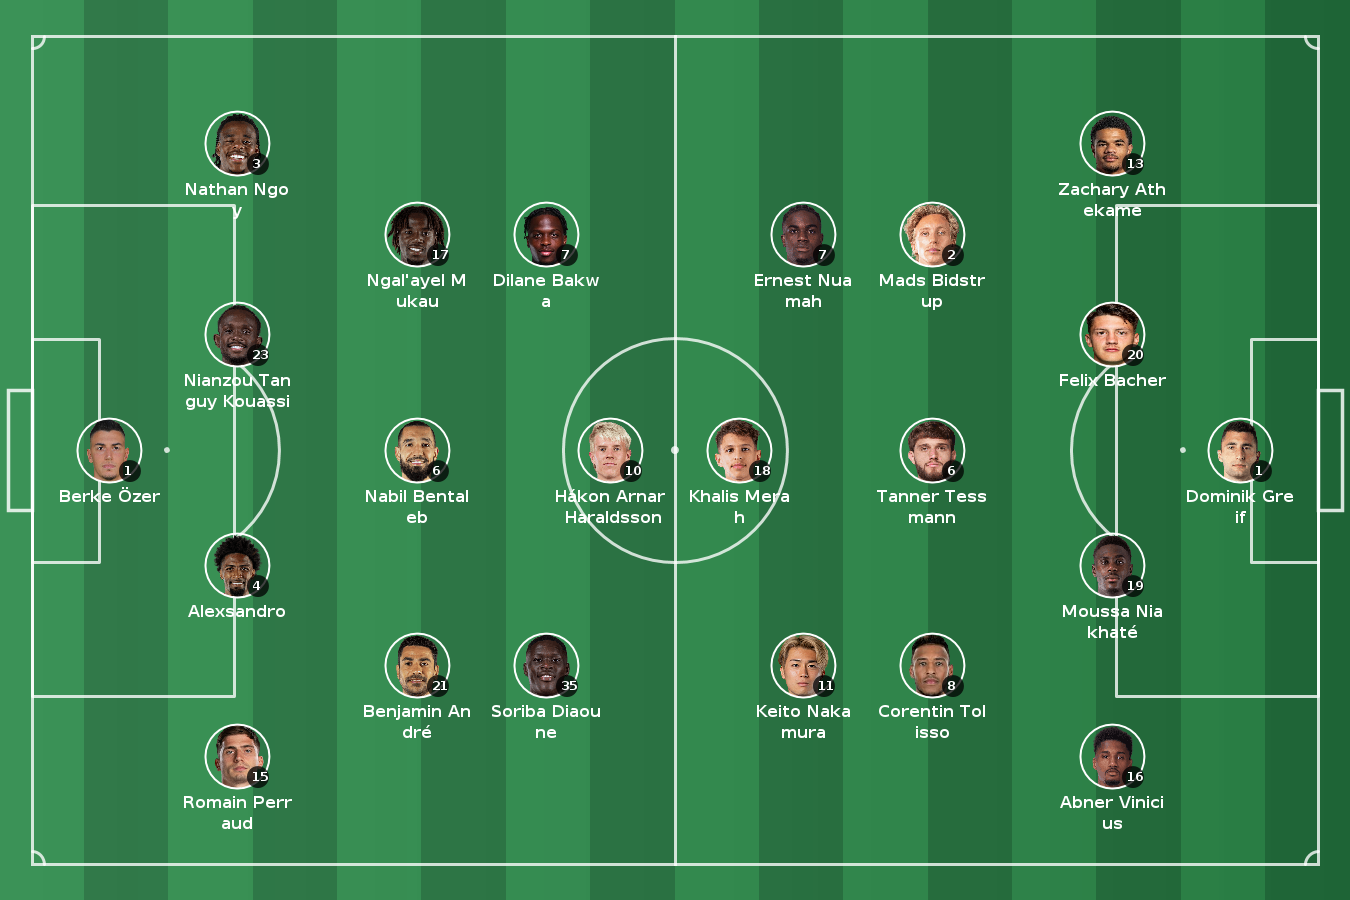 3
Nathan Ngo
y
13
Zachary Ath
ekame
17
Ngal'ayel M
ukau
7
Dilane Bakw
a
7
Ernest Nua
mah
2
Mads Bidstr
up
23
Nianzou Tan
guy Kouassi
20
Felix Bacher
1
Berke Özer
6
Nabil Bental
eb
10
Hákon Arnar
Haraldsson
18
Khalis Mera
h
6
Tanner Tess
mann
1
Dominik Gre
if
4
Alexsandro
19
Moussa Nia
khaté
21
Benjamin An
dré
35
Soriba Diaou
ne
11
Keito Naka
mura
8
Corentin Tol
isso
15
Romain Perr
aud
16
Abner Vinici
us